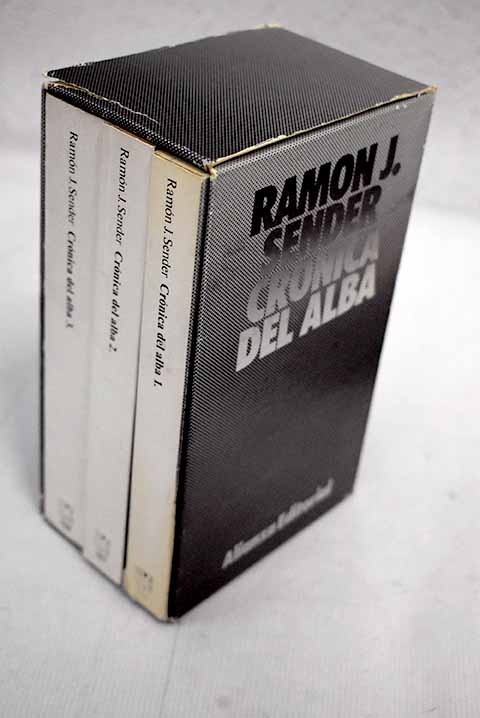 RAMON J.
SENDER
CRÓNICA
DEL ALBA
Alianza Editorial
Ramón J. Sender Crónica del alba 3.
Ramón J. Sender Crónica del alba 2.
Ramón J. Sender Crónica del alba 1.